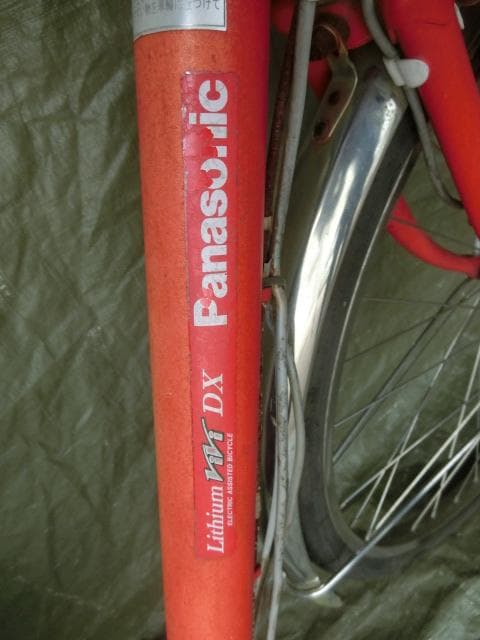 Panasonic
Lithium ViVi DX
ELECTRIC ASSISTED BICYCLE